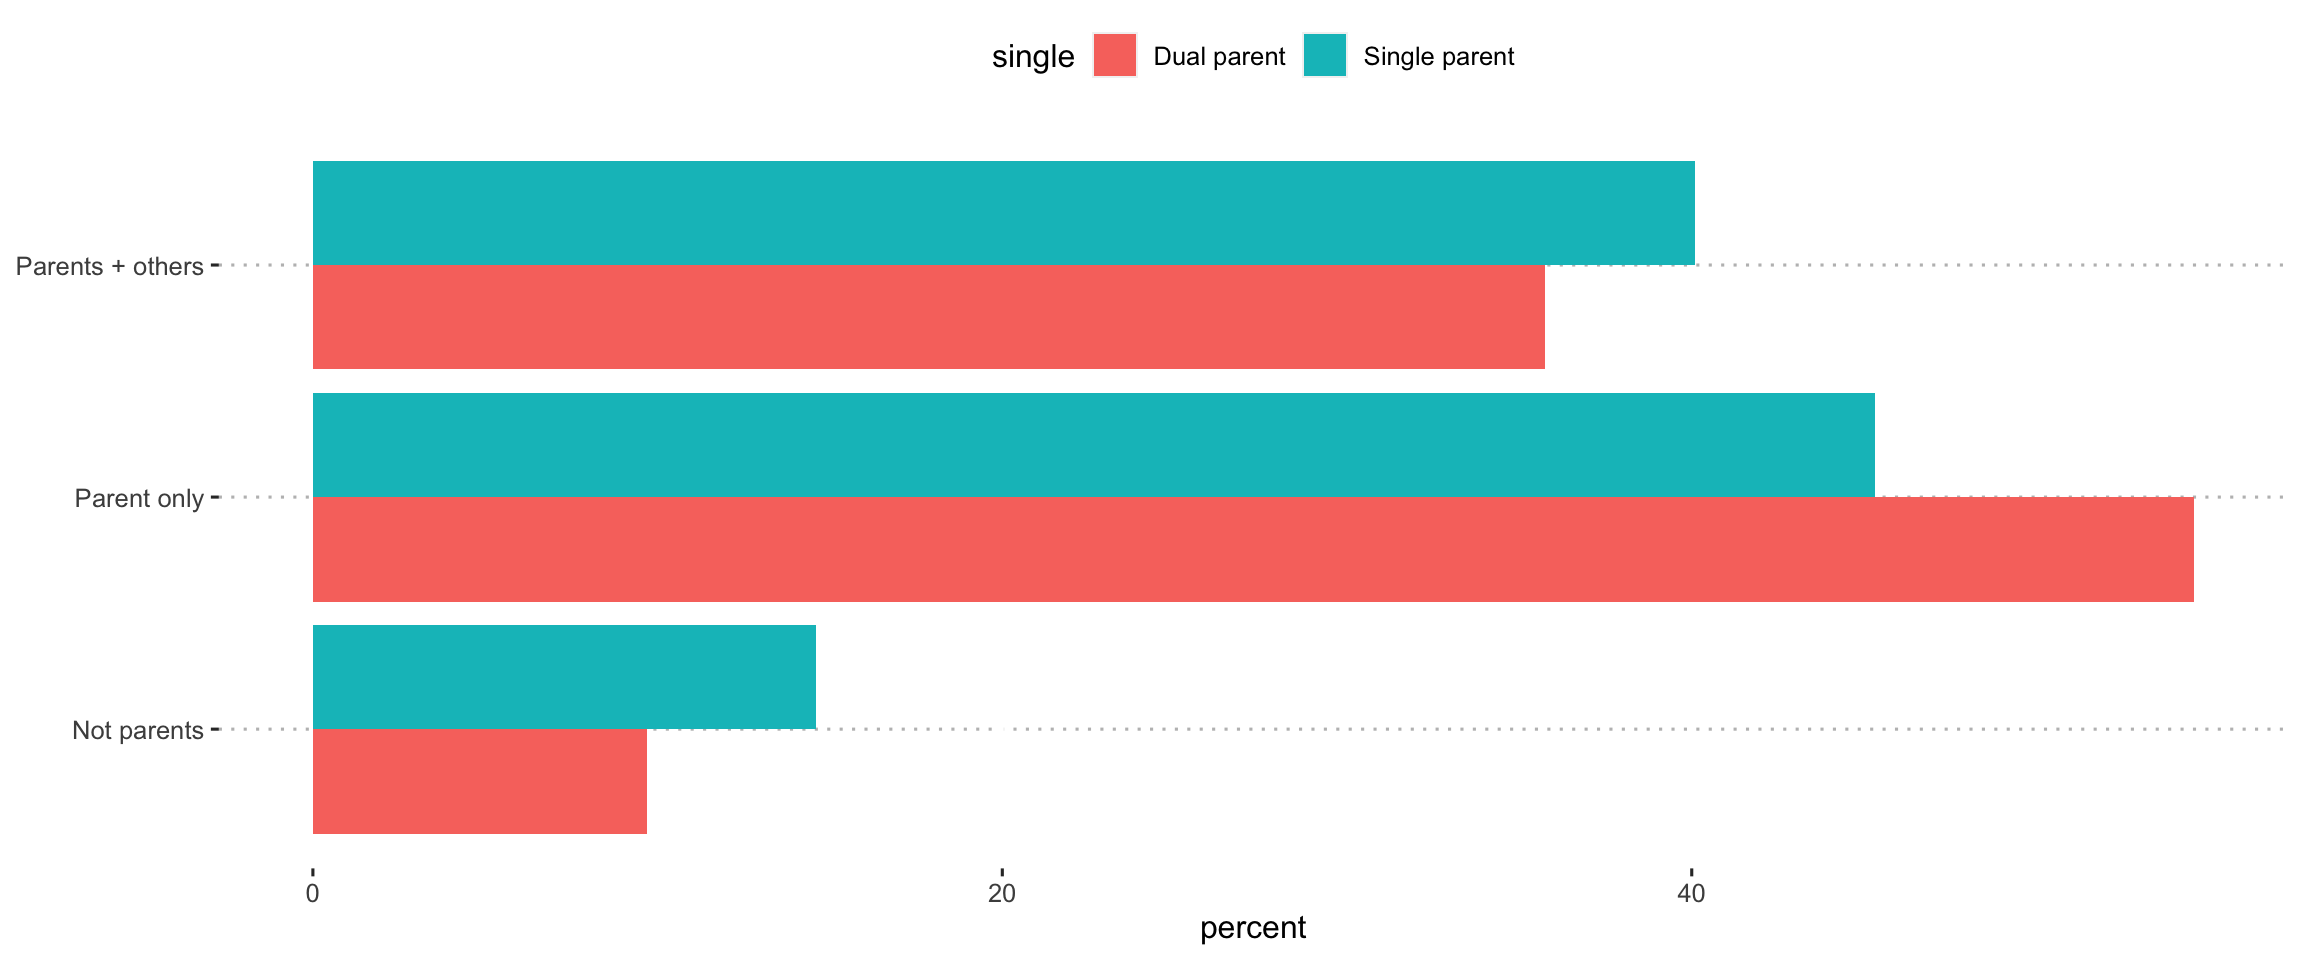 single Dual parent Single parent
Parents + others
Parent only
Not parents
0 20 40
percent